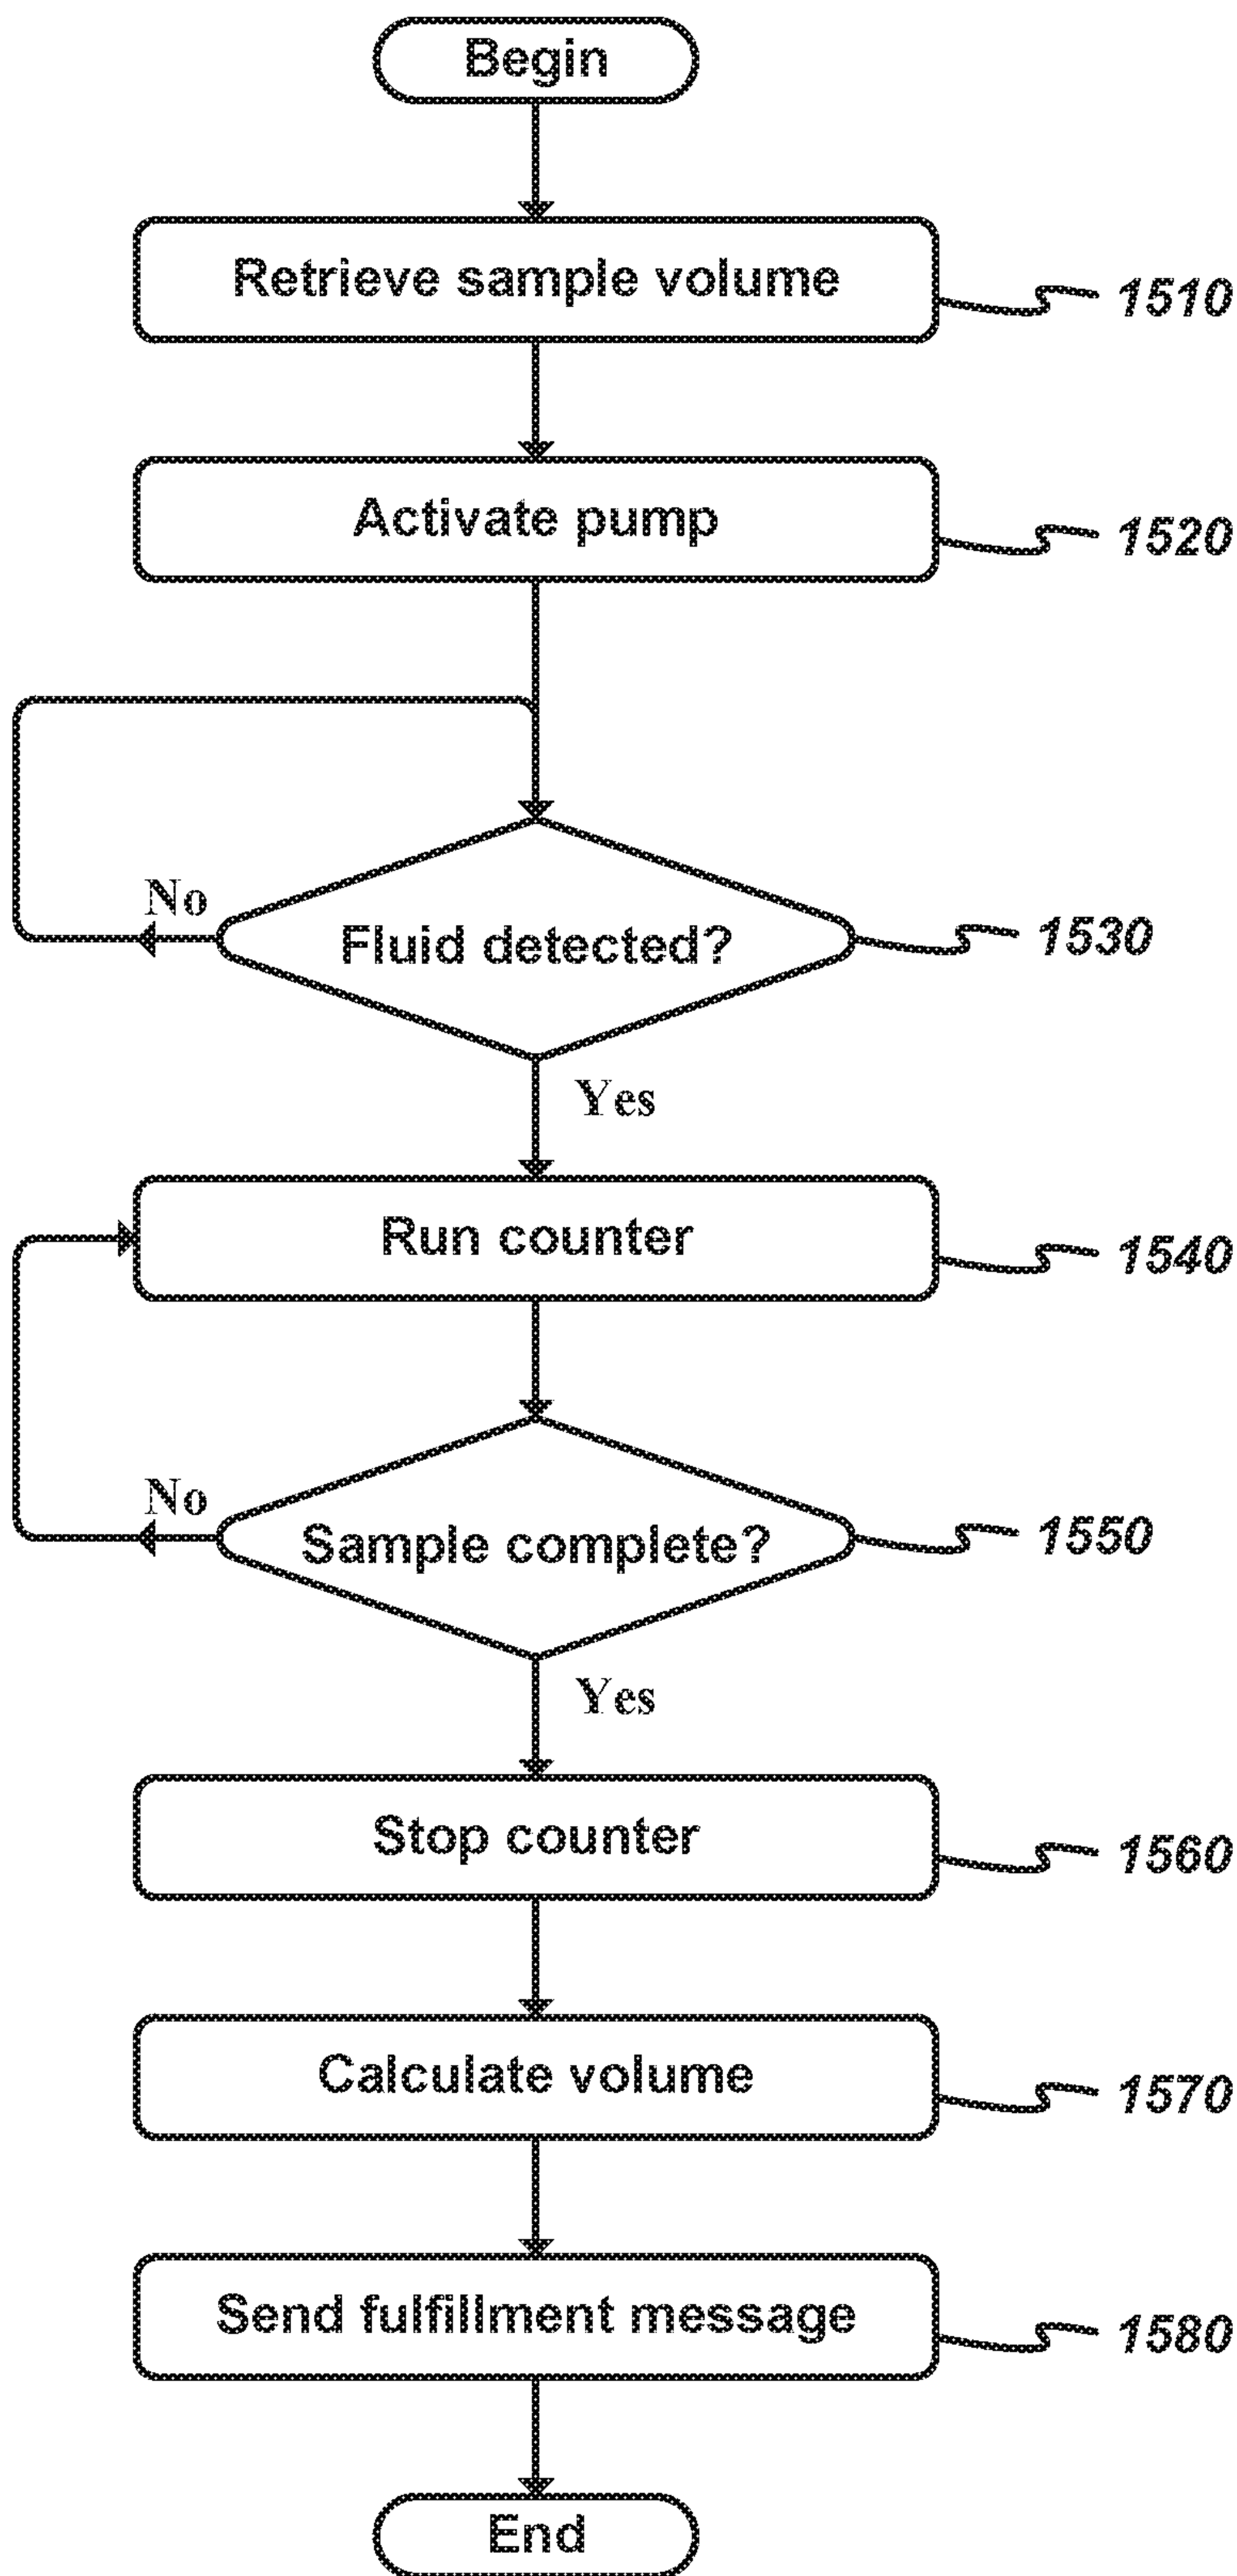 Begin
Retrieve sample volume
1510
Activate pump
1520
No
Fluid detected?
1530
Yes
Run counter
1540
No
Sample complete?
1550
Yes
Stop counter
1560
Calculate volume
1570
Send fulfillment message
1580
End